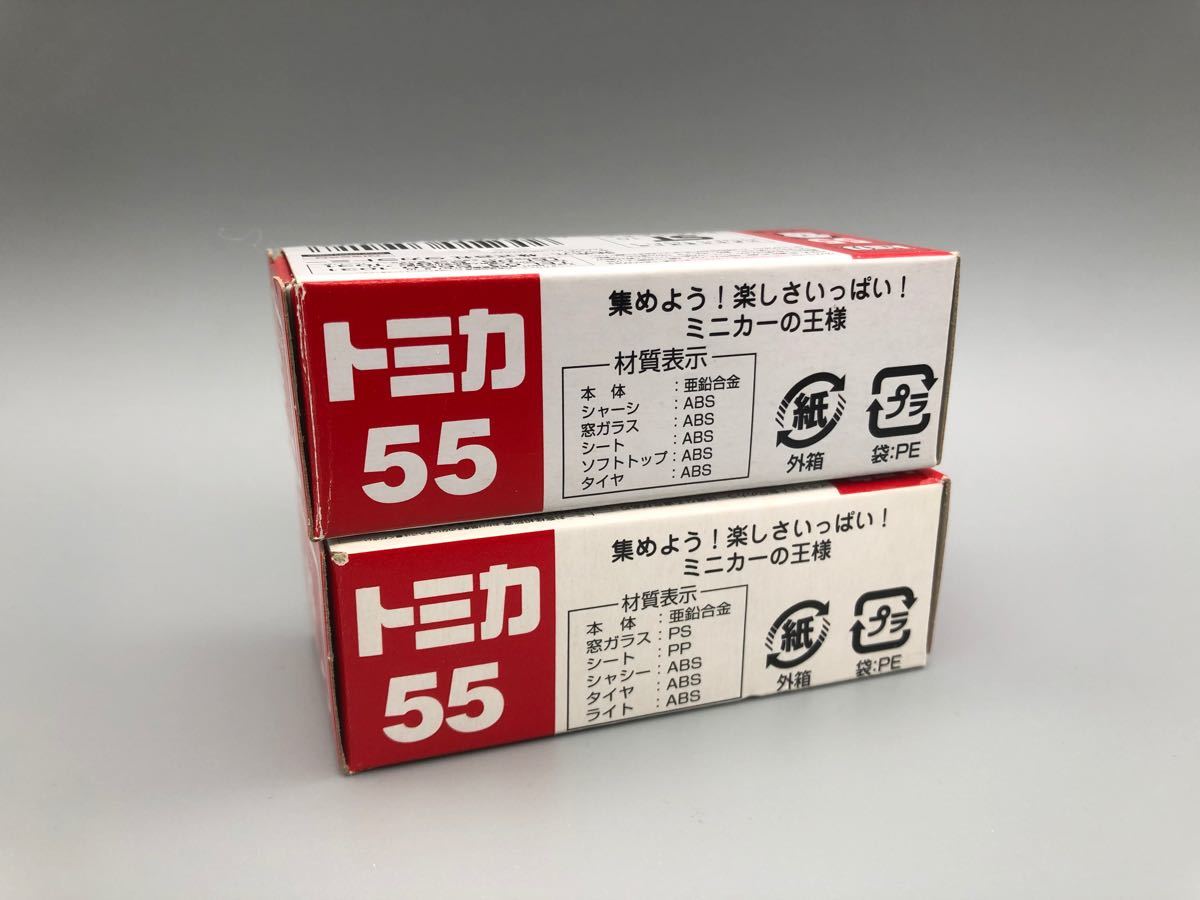 トミカ
55
集めよう！楽しさいっぱい！
ミニカーの王様
材質表示
本体：亜鉛合金
シャーシ：ABS
窓ガラス：ABS
シート：ABS
ソフトトップ：ABS
タイヤ：ABS
紙
外箱
プラ
袋:PE
トミカ
55
集めよう！楽しさいっぱい！
ミニカーの王様
材質表示
本体：亜鉛合金
窓ガラス：PS
シート：PP
シャシー：ABS
タイヤ：ABS
ライト：ABS
紙
外箱
プラ
袋:PE